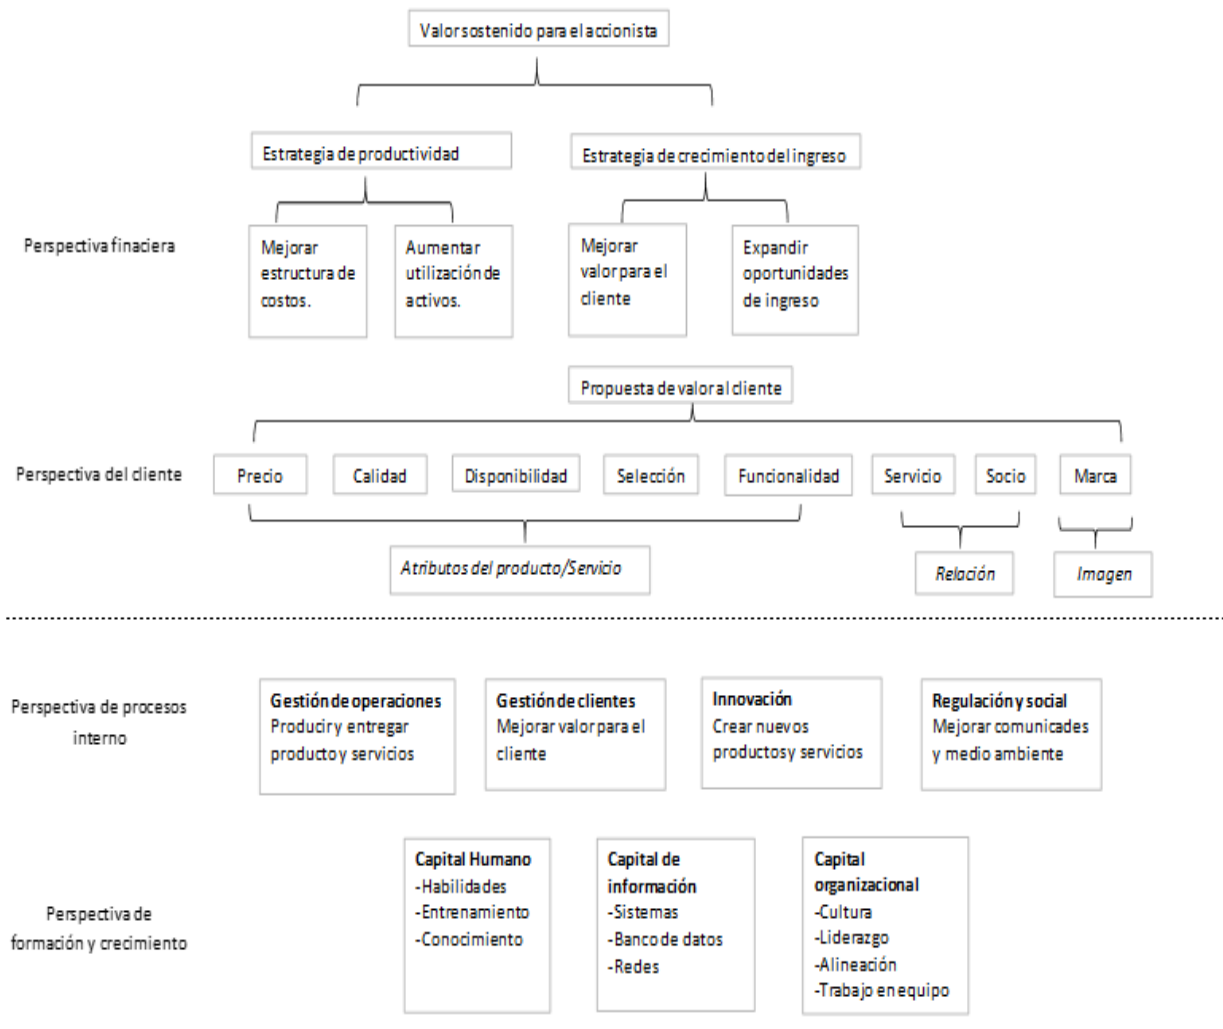 Valor sostenido para el accionista
Estrategia de productividad
Estrategia de crecimiento del ingreso
Perspectiva finaciera
Mejorar
estructura de
costos.
Aumentar
utilización de
activos.
Mejorar
valor para el
cliente
Expandir
oportunidades
de ingreso
Propuesta de valor al cliente
Perspectiva del cliente
Precio
Calidad
Disponibilidad
Selección
Funcionalidad
Servicio
Socio
Marca
Atributos del producto/Servicio
Relación
Imagen
Perspectiva de procesos
interno
Gestión de operaciones
Producir y entregar
producto y servicios
Gestión de clientes
Mejorar valor para el
cliente
Innovación
Crear nuevos
productos y servicios
Regulación y social
Mejorar comunicades
y medio ambiente
Perspectiva de
formación y crecimiento
Capital Humano
-Habilidades
-Entrenamiento
-Conocimiento
Capital de
información
-Sistemas
-Banco de datos
-Redes
Capital
organizacional
-Cultura
-Liderazgo
-Alineación
-Trabajo en equipo